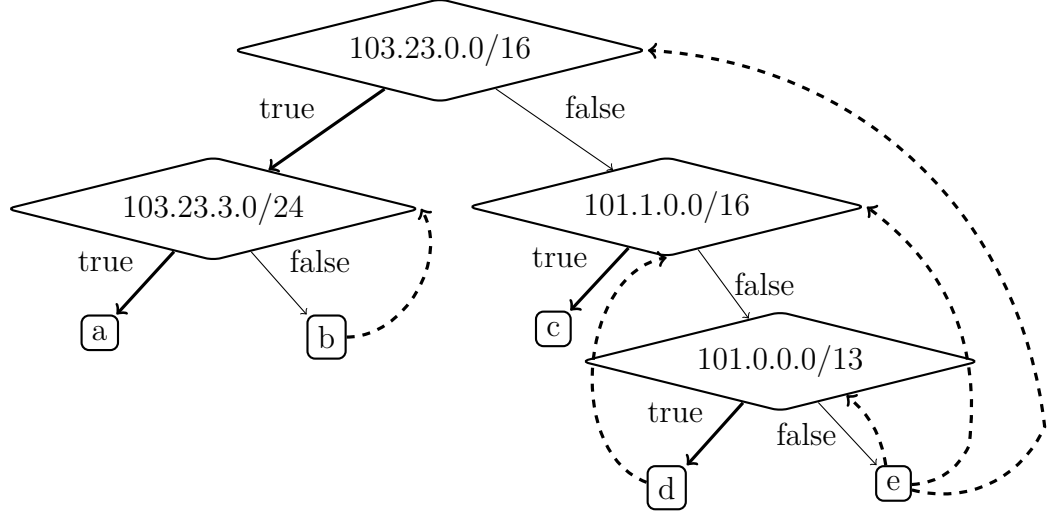 103.23.0.0/16
true
false
103.23.3.0/24
101.1.0.0/16
true
false
true
false
a
b
c
101.0.0.0/13
true
false
d
e